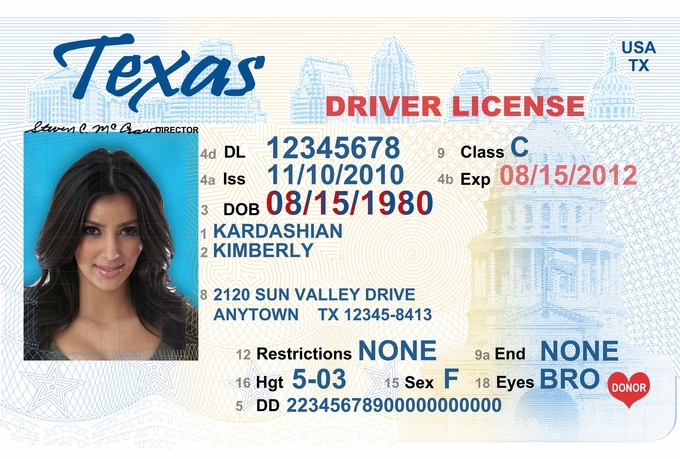 Texas
USA
TX
DRIVER LICENSE
Steven C. McCraw DIRECTOR
4d DL 12345678 9 Class C
4a Iss 11/10/2010 4b Exp 08/15/2012
3 DOB 08/15/1980
1 KARDASHIAN
2 KIMBERLY
8 2120 SUN VALLEY DRIVE
ANYTOWN TX 12345-8413
12 Restrictions NONE 9a End NONE
16 Hgt 5-03 15 Sex F 18 Eyes BRO DONOR
5 DD 22345678900000000000